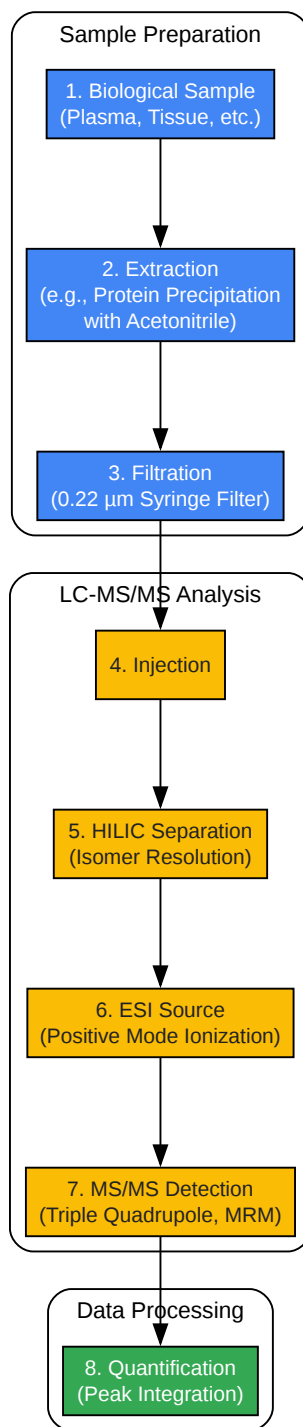 Sample Preparation
1. Biological Sample
(Plasma, Tissue, etc.)
2. Extraction
(e.g., Protein Precipitation
with Acetonitrile)
3. Filtration
(0.22 µm Syringe Filter)
LC-MS/MS Analysis
4. Injection
5. HILIC Separation
(Isomer Resolution)
6. ESI Source
(Positive Mode Ionization)
7. MS/MS Detection
(Triple Quadrupole, MRM)
Data Processing
8. Quantification
(Peak Integration)